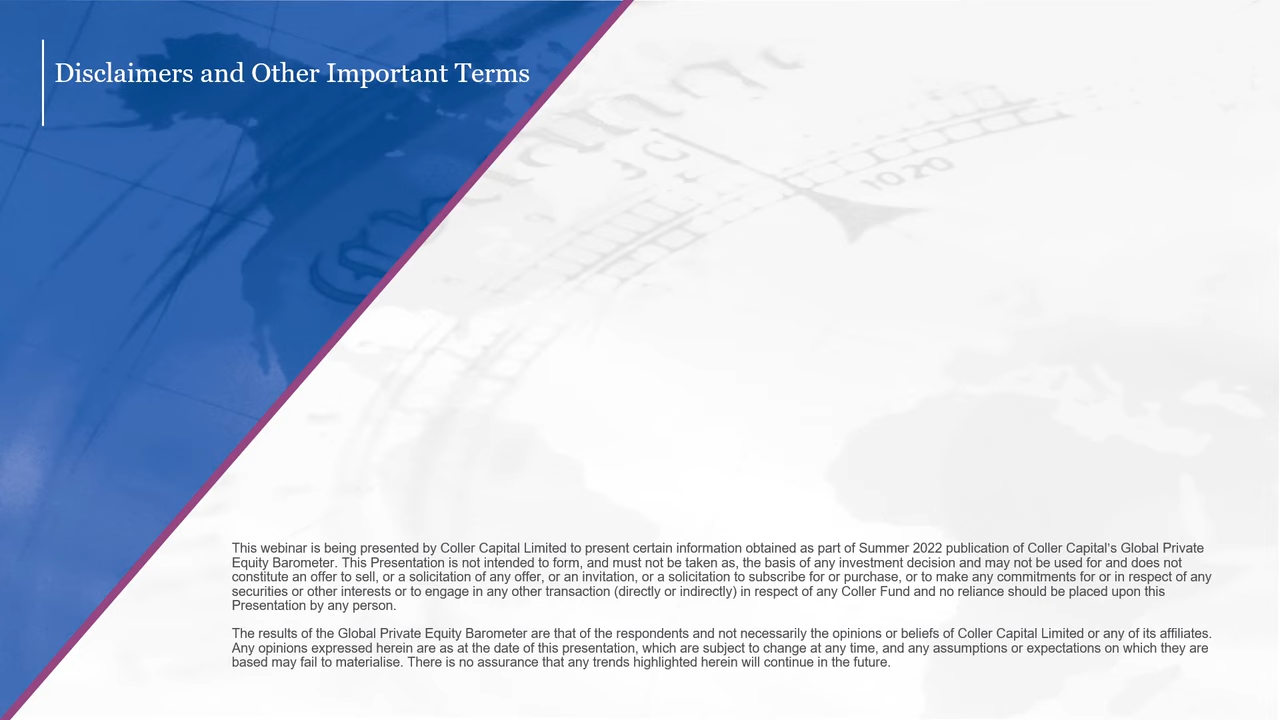 Disclaimers and Other Important Terms
1020
This webinar is being presented by Coller Capital Limited to present certain information obtained as part of Summer 2022 publication of Coller Capital's Global Private
Equity Barometer. This Presentation is not intended to form, and must not be taken as, the basis of any investment decision and may not be used for and does not
constitute an offer to sell, or a solicitation of any offer, or an invitation, or a solicitation to subscribe for or purchase, or to make any commitments for or in respect of any
securities or other interests or to engage in any other transaction (directly or indirectly) in respect of any Coller Fund and no reliance should be placed upon this
Presentation by any person.
The results of the Global Private Equity Barometer are that of the respondents and not necessarily the opinions or beliefs of Coller Capital Limited or any of its affiliates.
Any opinions expressed herein are as at the date of this presentation, which are subject to change at any time, and any assumptions or expectations on which they are
based may fail to materialise. There is no assurance that any trends highlighted herein will continue in the future.